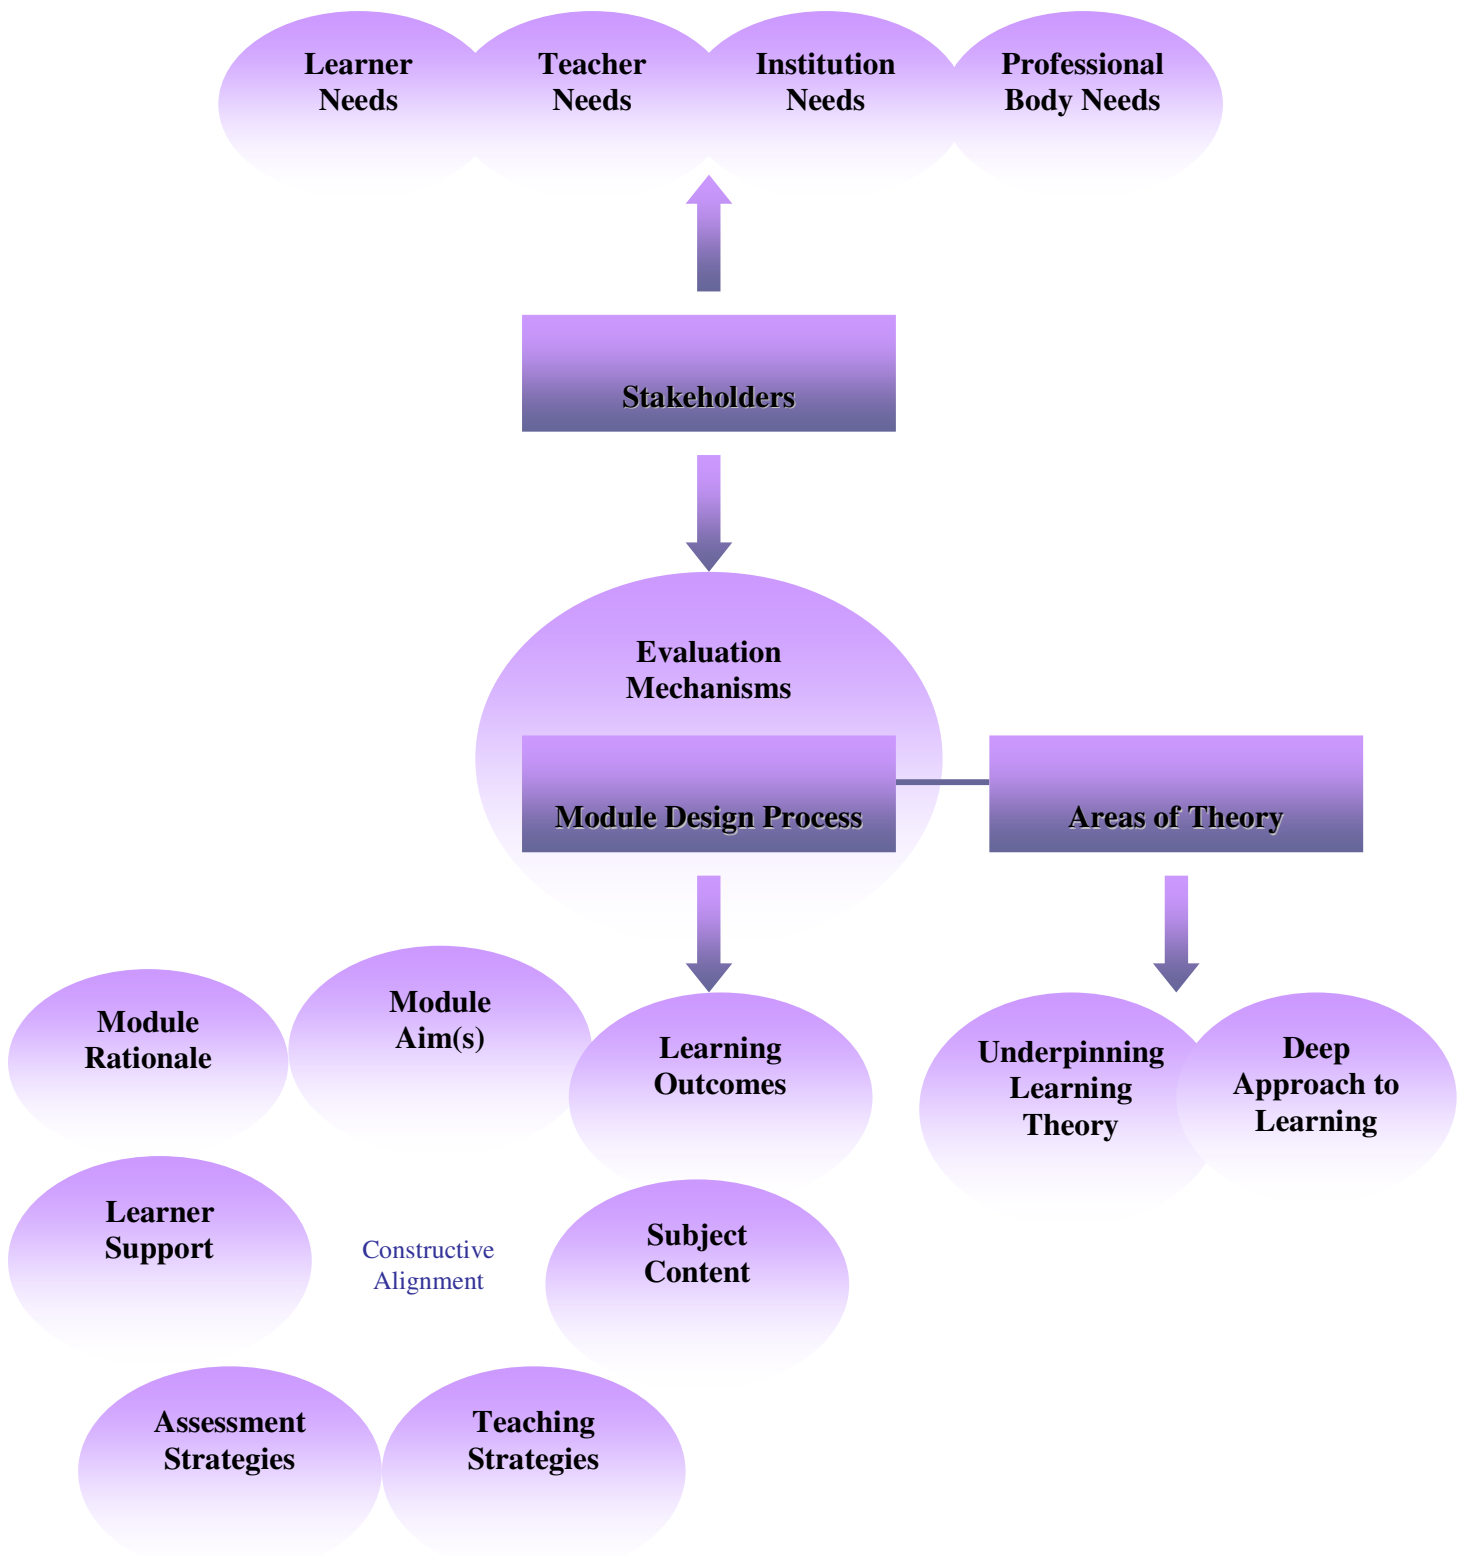 Learner
Needs
Teacher
Needs
Institution
Needs
Professional
Body Needs
Stakeholders
Evaluation
Mechanisms
Module Design Process
Areas of Theory
Module
Rationale
Module
Aim(s)
Learning
Outcomes
Underpinning
Learning
Theory
Deep
Approach to
Learning
Learner
Support
Constructive
Alignment
Subject
Content
Assessment
Strategies
Teaching
Strategies